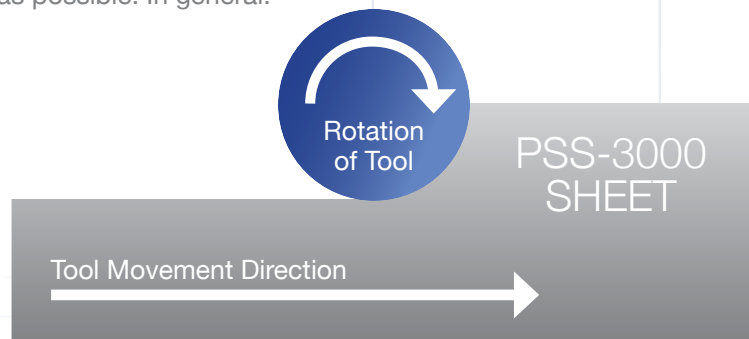 as possible. In general.
Rotation
of Tool
PSS-3000
SHEET
Tool Movement Direction